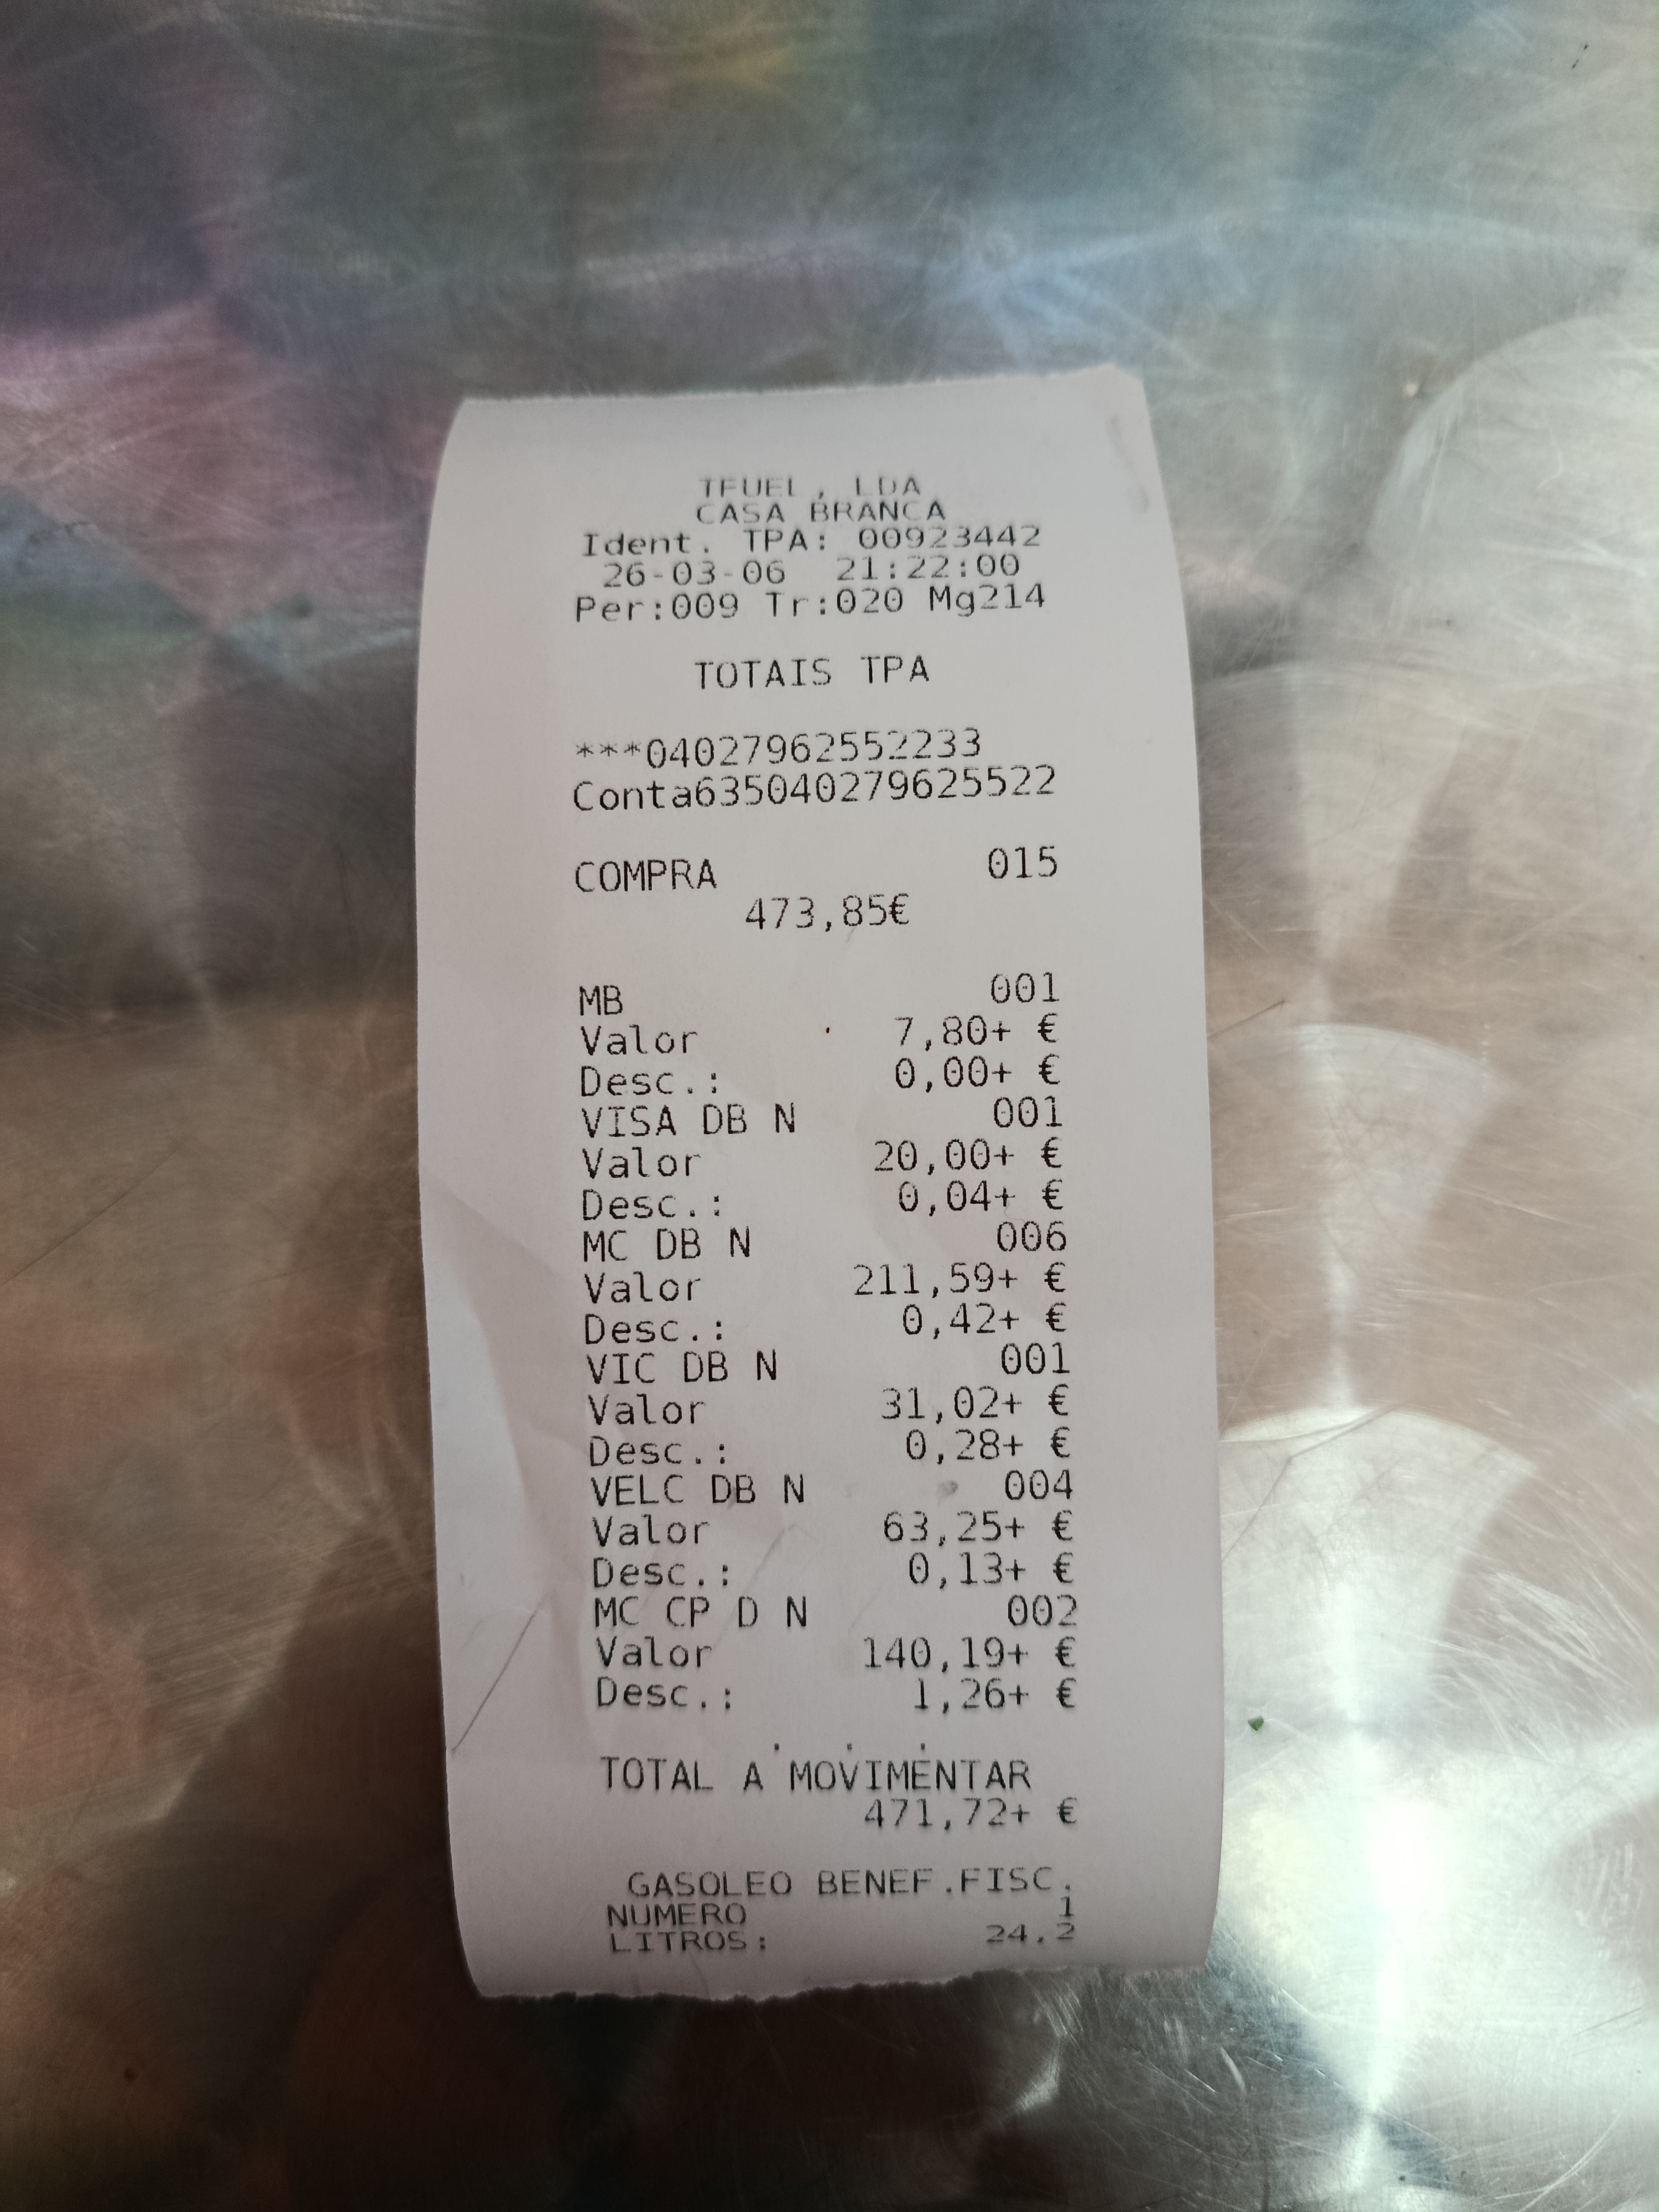 TFUEL, LDA
CASA BRANCA
Ident. TPA: 00923442
26-03-06 21:22:00
Per:009 Tr:020 Mg214
TOTAIS TPA
***04027962552233
Conta635040279625522
COMPRA 015
473,85€
MB 001
Valor 7,80+ €
Desc.: 0,00+ €
VISA DB N 001
Valor 20,00+ €
Desc.: 0,04+ €
MC DB N 006
Valor 211,59+ €
Desc.: 0,42+ €
VIC DB N 001
Valor 31,02+ €
Desc.: 0,28+ €
VELC DB N 004
Valor 63,25+ €
Desc.: 0,13+ €
MC CP D N 002
Valor 140,19+ €
Desc.: 1,26+ €
TOTAL A MOVIMENTAR
471,72+ €
GASOLEO BENEF.FISC.
NUMERO 1
LITROS: 24.2